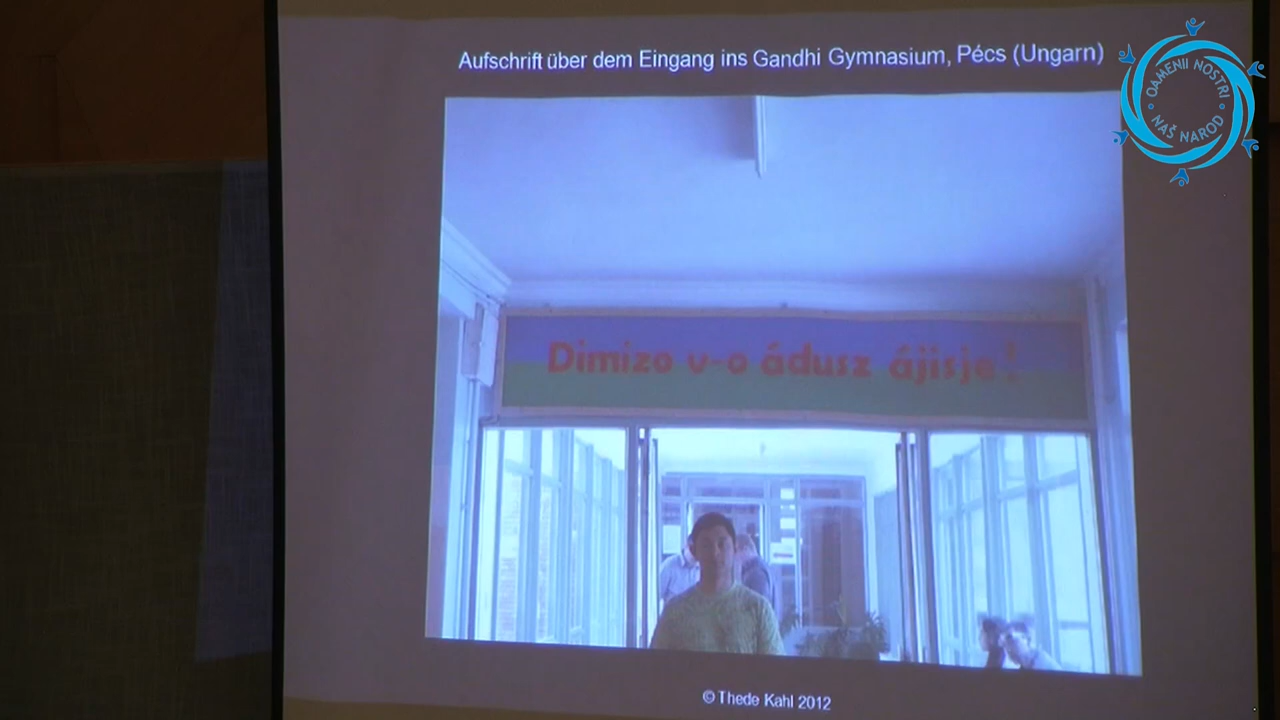 Aufschrift über dem Eingang ins Gandhi Gymnasium, Pécs (Ungarn)
OAMENII NOSTRI
NAŠ NAROD
Dimizo v-o ádusz ájisje!
© Thede Kahl 2012